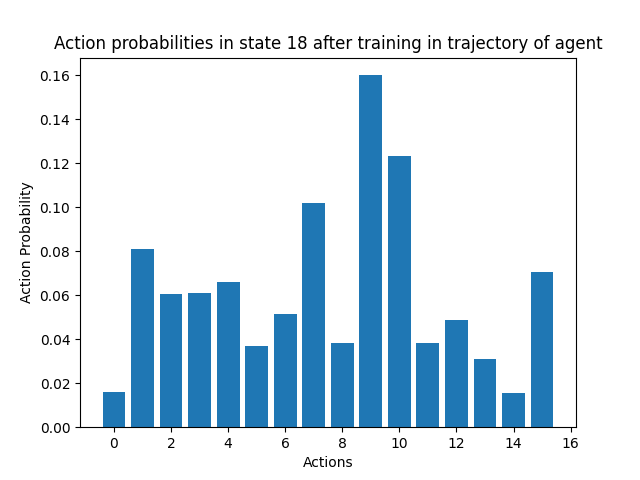 Action probabilities in state 18 after training in trajectory of agent
0.16
0.14
0.12
0.10
0.08
0.06
0.04
0.02
0.00
Action Probability
0 2 4 6 8 10 12 14 16
Actions